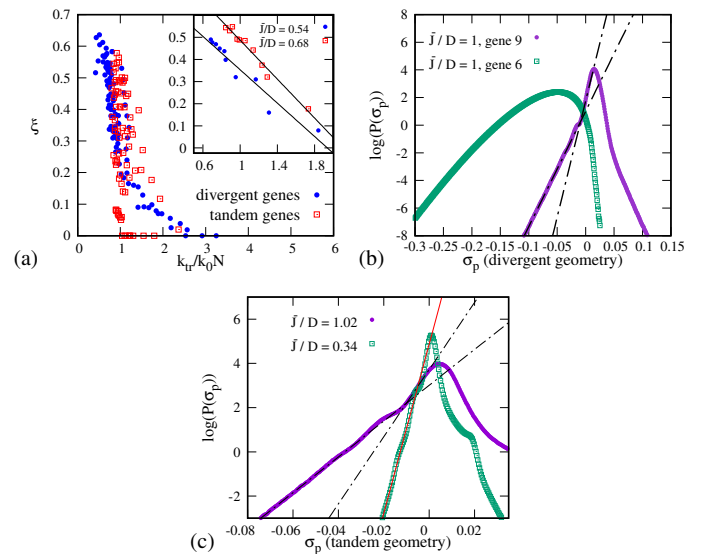 0.7
0.6
0.5
0.4
0.3
0.2
0.1
0
ξ
0 1 2 3 4 5 6
k_tr/k_0N
J̄/D = 0.54
J̄/D = 0.68
0.5
0.4
0.3
0.2
0.1
0
0.6 1 1.4 1.8
divergent genes
tandem genes
(a)
8
6
4
2
0
-2
-4
-6
-8
log(P(σ_p))
J̄/D = 1, gene 9
J̄/D = 1, gene 6
-0.3 -0.25 -0.2 -0.15 -0.1 -0.05 0 0.05 0.1 0.15
σ_p (divergent geometry)
(b)
6
4
2
0
-2
log(P(σ_p))
J̄ / D = 1.02
J̄ / D = 0.34
-0.08 -0.06 -0.04 -0.02 0 0.02
σ_p (tandem geometry)
(c)